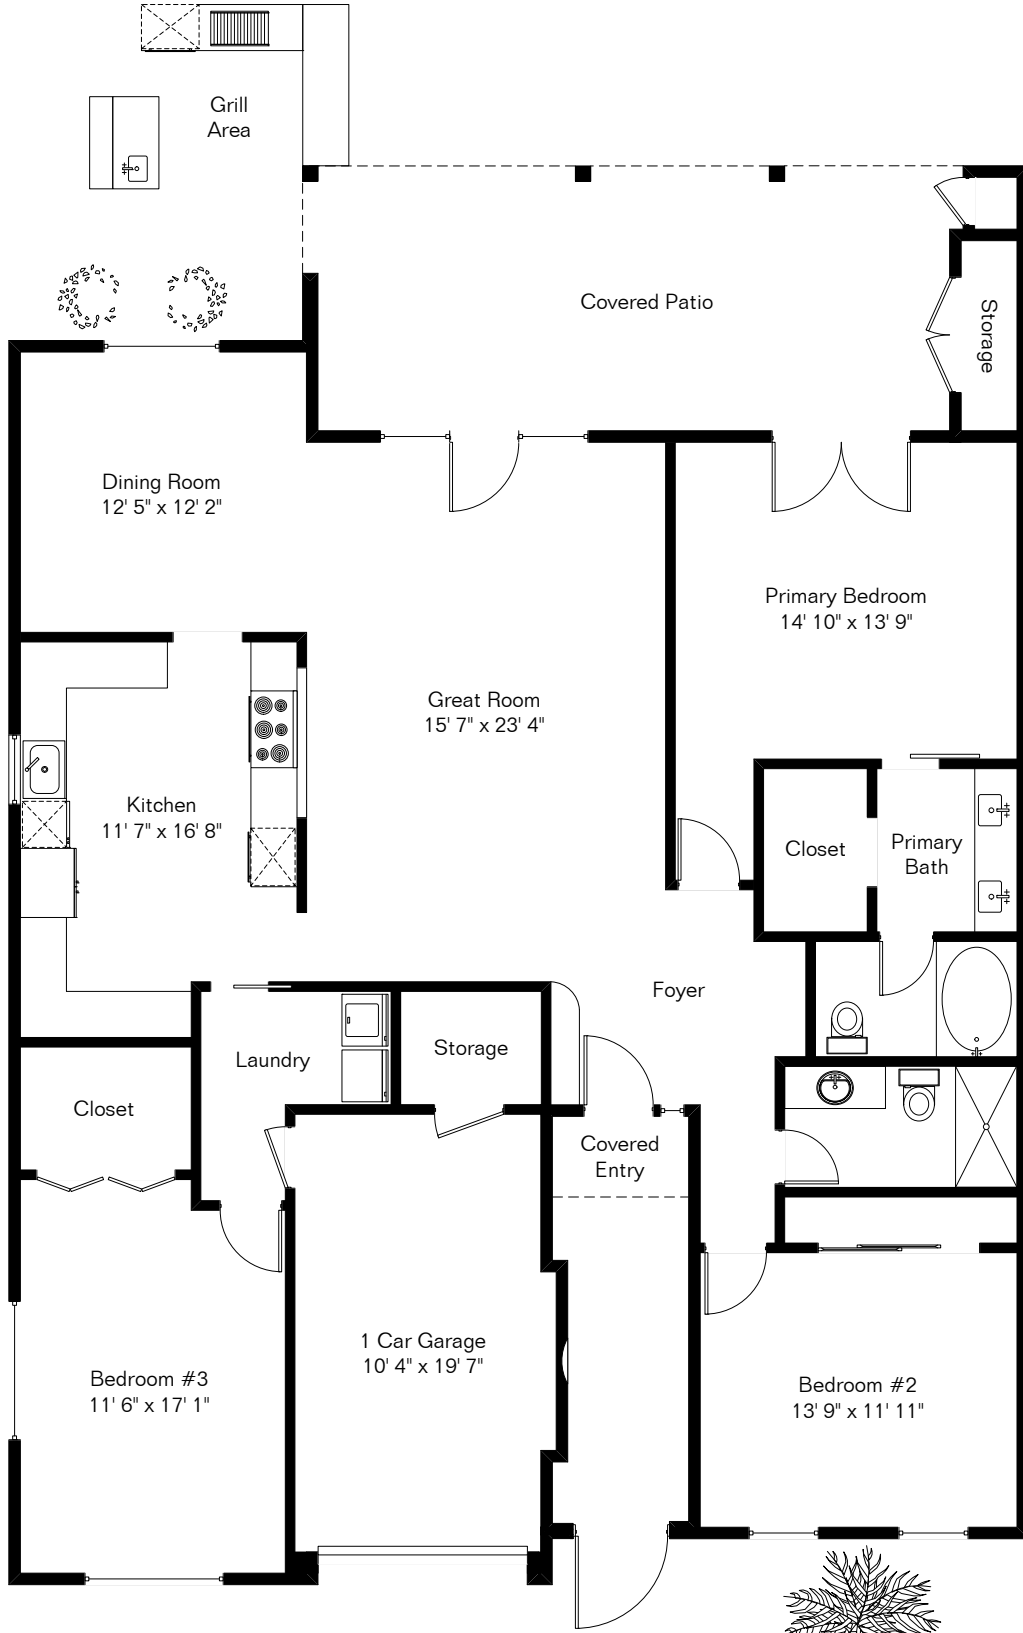 Grill
Area
Covered Patio
Storage
Dining Room
12' 5" x 12' 2"
Primary Bedroom
14' 10" x 13' 9"
Great Room
15' 7" x 23' 4"
Kitchen
11' 7" x 16' 8"
Closet
Primary
Bath
Foyer
Laundry
Storage
Closet
Covered
Entry
1 Car Garage
10' 4" x 19' 7"
Bedroom #3
11' 6" x 17' 1"
Bedroom #2
13' 9" x 11' 11"